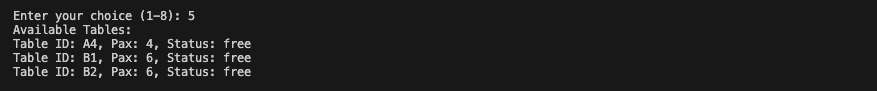 Enter your choice (1-8): 5
Available Tables:
Table ID: A4, Pax: 4, Status: free
Table ID: B1, Pax: 6, Status: free
Table ID: B2, Pax: 6, Status: free